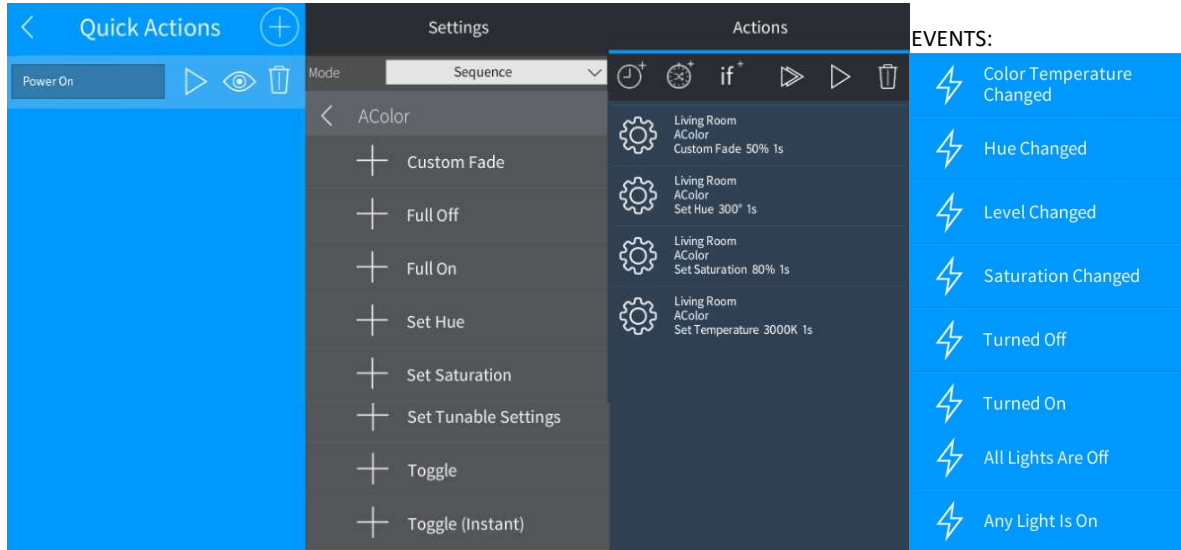 Quick Actions
Power On
Settings
Mode
Sequence
AColor
Custom Fade
Full Off
Full On
Set Hue
Set Saturation
Set Tunable Settings
Toggle
Toggle (Instant)
Actions
if+
Living Room
AColor
Custom Fade 50% 1s
Living Room
AColor
Set Hue 300° 1s
Living Room
AColor
Set Saturation 80% 1s
Living Room
AColor
Set Temperature 3000K 1s
EVENTS:
Color Temperature
Changed
Hue Changed
Level Changed
Saturation Changed
Turned Off
Turned On
All Lights Are Off
Any Light Is On